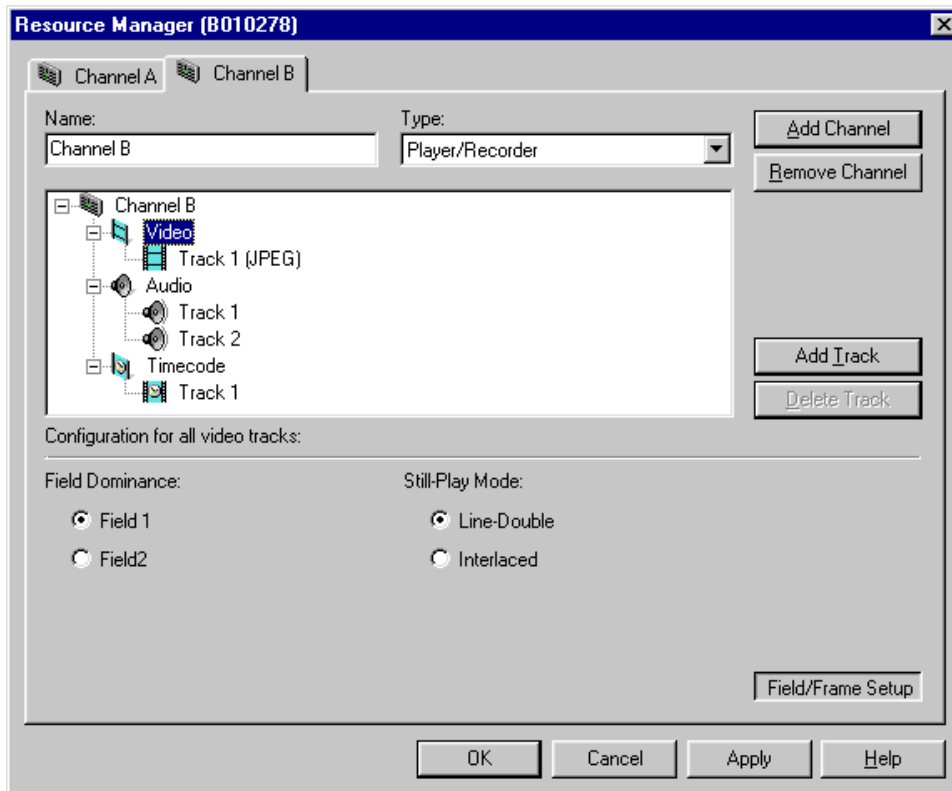 Resource Manager (B010278)
Channel A
Channel B
Name:
Type:
Channel B
Player/Recorder
Add Channel
Remove Channel
Channel B
Video
Track 1 (JPEG)
Audio
Track 1
Track 2
Timecode
Track 1
Add Track
Delete Track
Configuration for all video tracks:
Field Dominance:
Still-Play Mode:
Field 1
Line-Double
Field2
Interlaced
Field/Frame Setup
OK
Cancel
Apply
Help